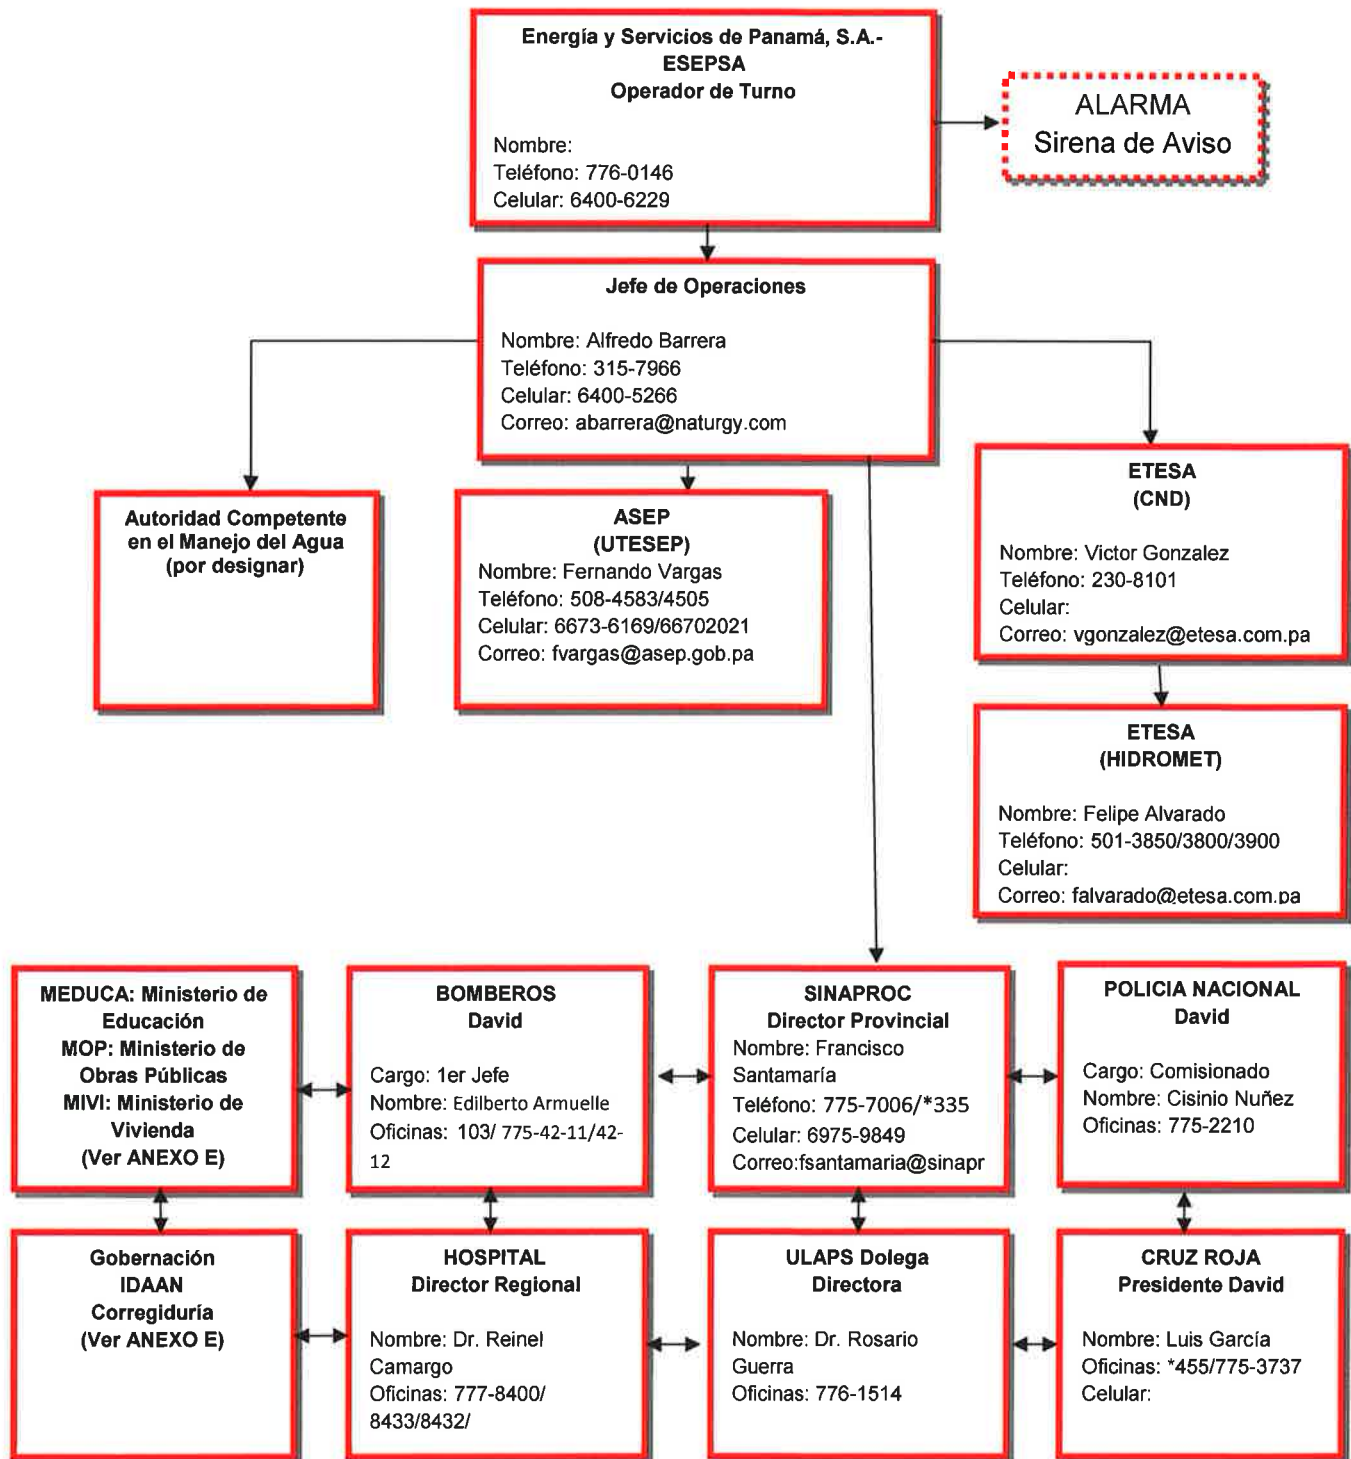 Energía y Servicios de Panamá, S.A.-
ESEPSA
Operador de Turno
Nombre:
Teléfono: 776-0146
Celular: 6400-6229
ALARMA
Sirena de Aviso
Jefe de Operaciones
Nombre: Alfredo Barrera
Teléfono: 315-7966
Celular: 6400-5266
Correo: abarrera@naturgy.com
Autoridad Competente
en el Manejo del Agua
(por designar)
ASEP
(UTESEP)
Nombre: Fernando Vargas
Teléfono: 508-4583/4505
Celular: 6673-6169/66702021
Correo: fvargas@asep.gob.pa
ETESA
(CND)
Nombre: Victor Gonzalez
Teléfono: 230-8101
Celular:
Correo: vgonzalez@etesa.com.pa
ETESA
(HIDROMET)
Nombre: Felipe Alvarado
Teléfono: 501-3850/3800/3900
Celular:
Correo: falvarado@etesa.com.pa
MEDUCA: Ministerio de
Educación
MOP: Ministerio de
Obras Públicas
MIVI: Ministerio de
Vivienda
(Ver ANEXO E)
BOMBEROS
David
Cargo: 1er Jefe
Nombre: Edilberto Armuelle
Oficinas: 103/ 775-42-11/42-
12
SINAPROC
Director Provincial
Nombre: Francisco
Santamaría
Teléfono: 775-7006/*335
Celular: 6975-9849
Correo:fsantamaria@sinapr
POLICIA NACIONAL
David
Cargo: Comisionado
Nombre: Cisinio Nuñez
Oficinas: 775-2210
Gobernación
IDAAN
Corregiduría
(Ver ANEXO E)
HOSPITAL
Director Regional
Nombre: Dr. Reinel
Camargo
Oficinas: 777-8400/
8433/8432/
ULAPS Dolega
Directora
Nombre: Dr. Rosario
Guerra
Oficinas: 776-1514
CRUZ ROJA
Presidente David
Nombre: Luis García
Oficinas: *455/775-3737
Celular: